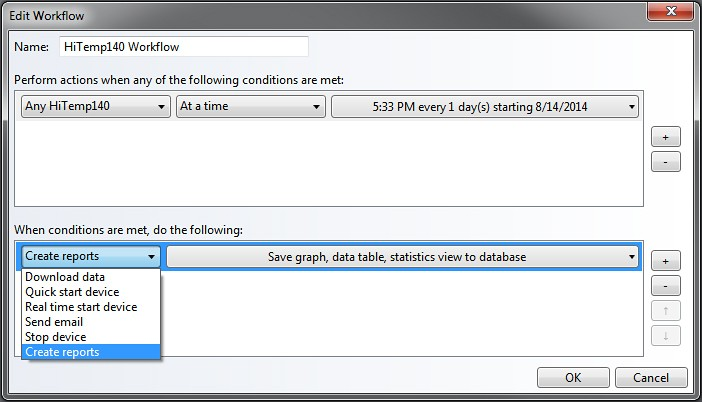 Edit Workflow
Name: HiTemp140 Workflow
Perform actions when any of the following conditions are met:
Any HiTemp140 At a time 5:33 PM every 1 day(s) starting 8/14/2014
+
-
When conditions are met, do the following:
Create reports Save graph, data table, statistics view to database
+
Download data
Quick start device
-
Real time start device
Send email
Stop device
Create reports
OK Cancel